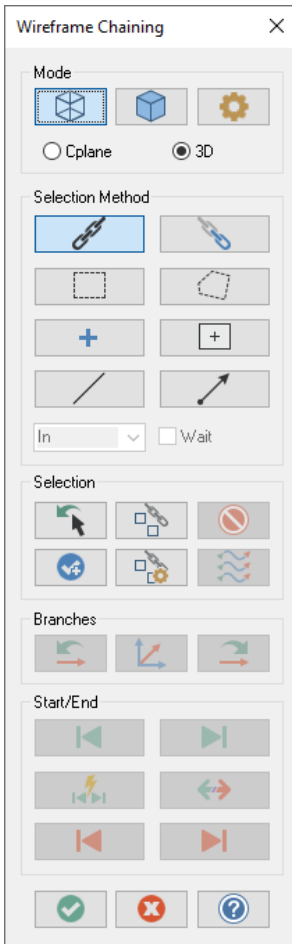 Wireframe Chaining
Mode
Cplane
3D
Selection Method
In
Wait
Selection
Branches
Start/End